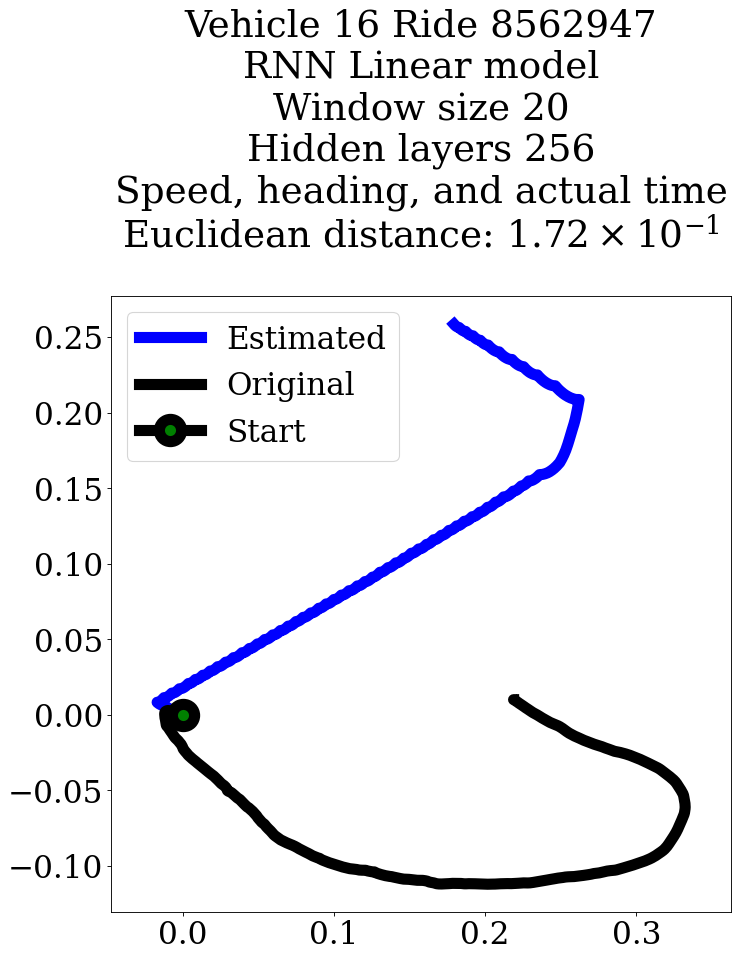 Vehicle 16 Ride 8562947
RNN Linear model
Window size 20
Hidden layers 256
Speed, heading, and actual time
Euclidean distance: 1.72 × 10⁻¹
Estimated
Original
Start
0.25
0.20
0.15
0.10
0.05
0.00
−0.05
−0.10
0.0 0.1 0.2 0.3